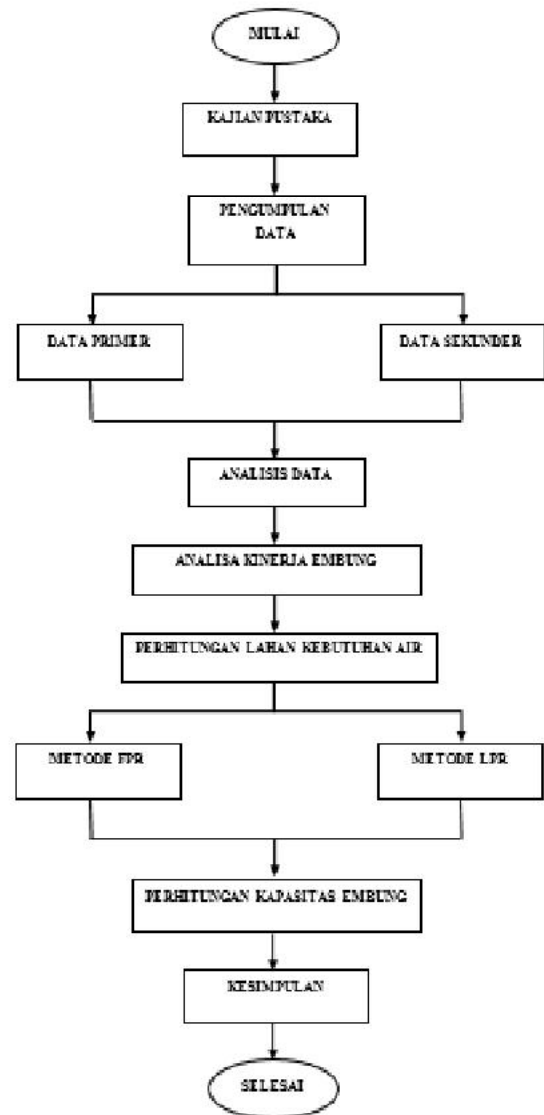 MULAI
KAJIAN PUSTAKA
PENGUMPULAN
DATA
DATA PRIMER
DATA SEKUNDER
ANALISIS DATA
ANALISA KINERJA EMBUNG
PERHITUNGAN LAHAN KEBUTUHAN AIR
METODE FPR
METODE LPR
PERHITUNGAN KAPASITAS EMBUNG
KESIMPULAN
SELESAI